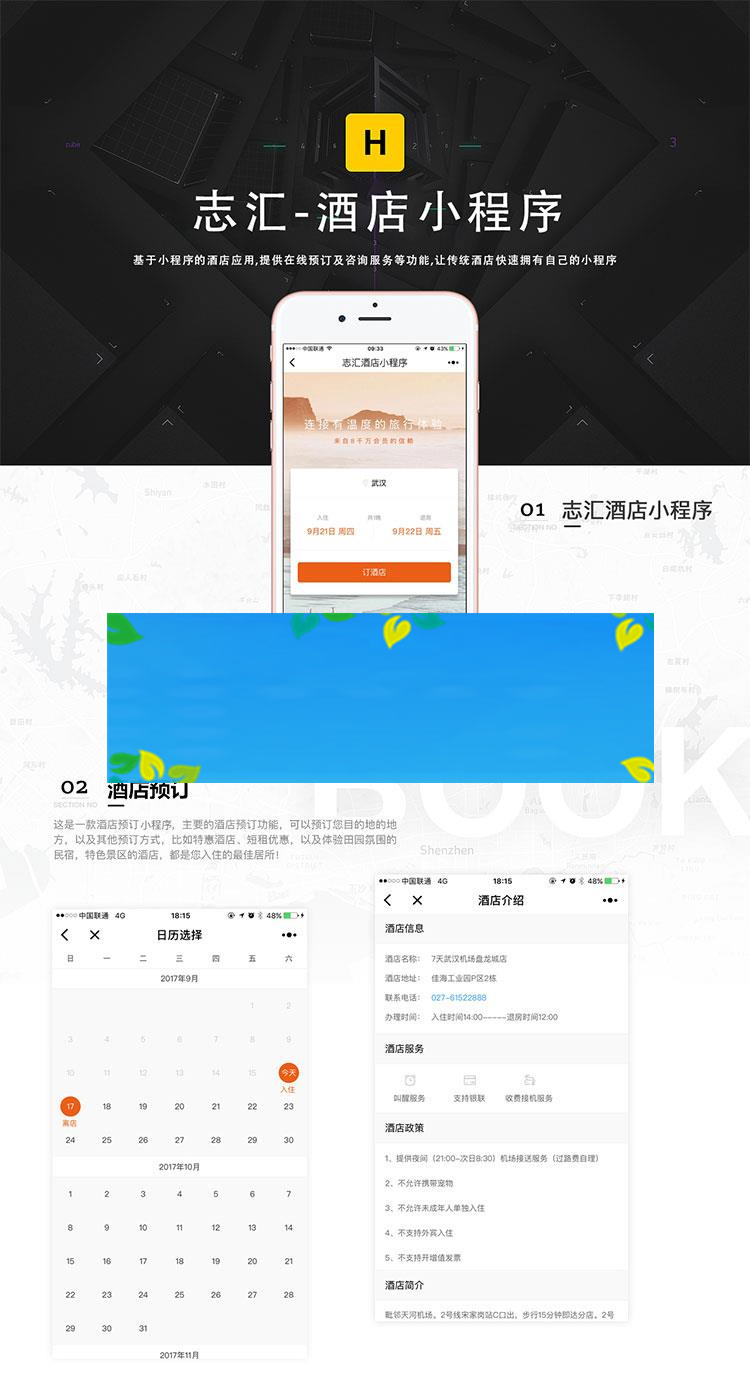 H
cube
3
志汇-酒店小程序
基于小程序的酒店应用,提供在线预订及咨询服务等功能,让传统酒店快速拥有自己的小程序
中国联通 09:33 43%
志汇酒店小程序
连接有温度的旅行体验
来自8千万会员的信赖
武汉
入住 共1晚 退房
9月21日 周四 9月22日 周五
订酒店
01 志汇酒店小程序
SECTION NO
Shiyan
02 酒店预订
SECTION NO
BOOK
这是一款酒店预订小程序，主要的酒店预订功能，可以预订您目的地的地
方，以及其他预订方式，比如特惠酒店、短租优惠，以及体验田园氛围的
民宿，特色景区的酒店，都是您入住的最佳居所!
Shenzhen
中国联通 4G 18:15 48%
日历选择
日 一 二 三 四 五 六
2017年9月
1 2
3 4 5 6 7 8 9
10 11 12 13 14 15 今天
入住
17 18 19 20 21 22 23
离店
24 25 26 27 28 29 30
2017年10月
1 2 3 4 5 6 7
8 9 10 11 12 13 14
15 16 17 18 19 20 21
22 23 24 25 26 27 28
29 30 31
2017年11月
中国联通 4G 18:15 48%
酒店介绍
酒店信息
酒店名称： 7天武汉机场盘龙城店
酒店地址： 佳海工业园P区2栋
联系电话： 027-61522888
办理时间： 入住时间14:00-----退房时间12:00
酒店服务
叫醒服务 支持银联 收费接机服务
酒店政策
1、提供夜间（21:00-次日8:30）机场接送服务（过路费自理）
2、不允许携带宠物
3、不允许未成年人单独入住
4、不支持外宾入住
5、不支持开增值发票
酒店简介
毗邻天河机场。2号线宋家岗站C口出，步行15分钟即达分店。2号